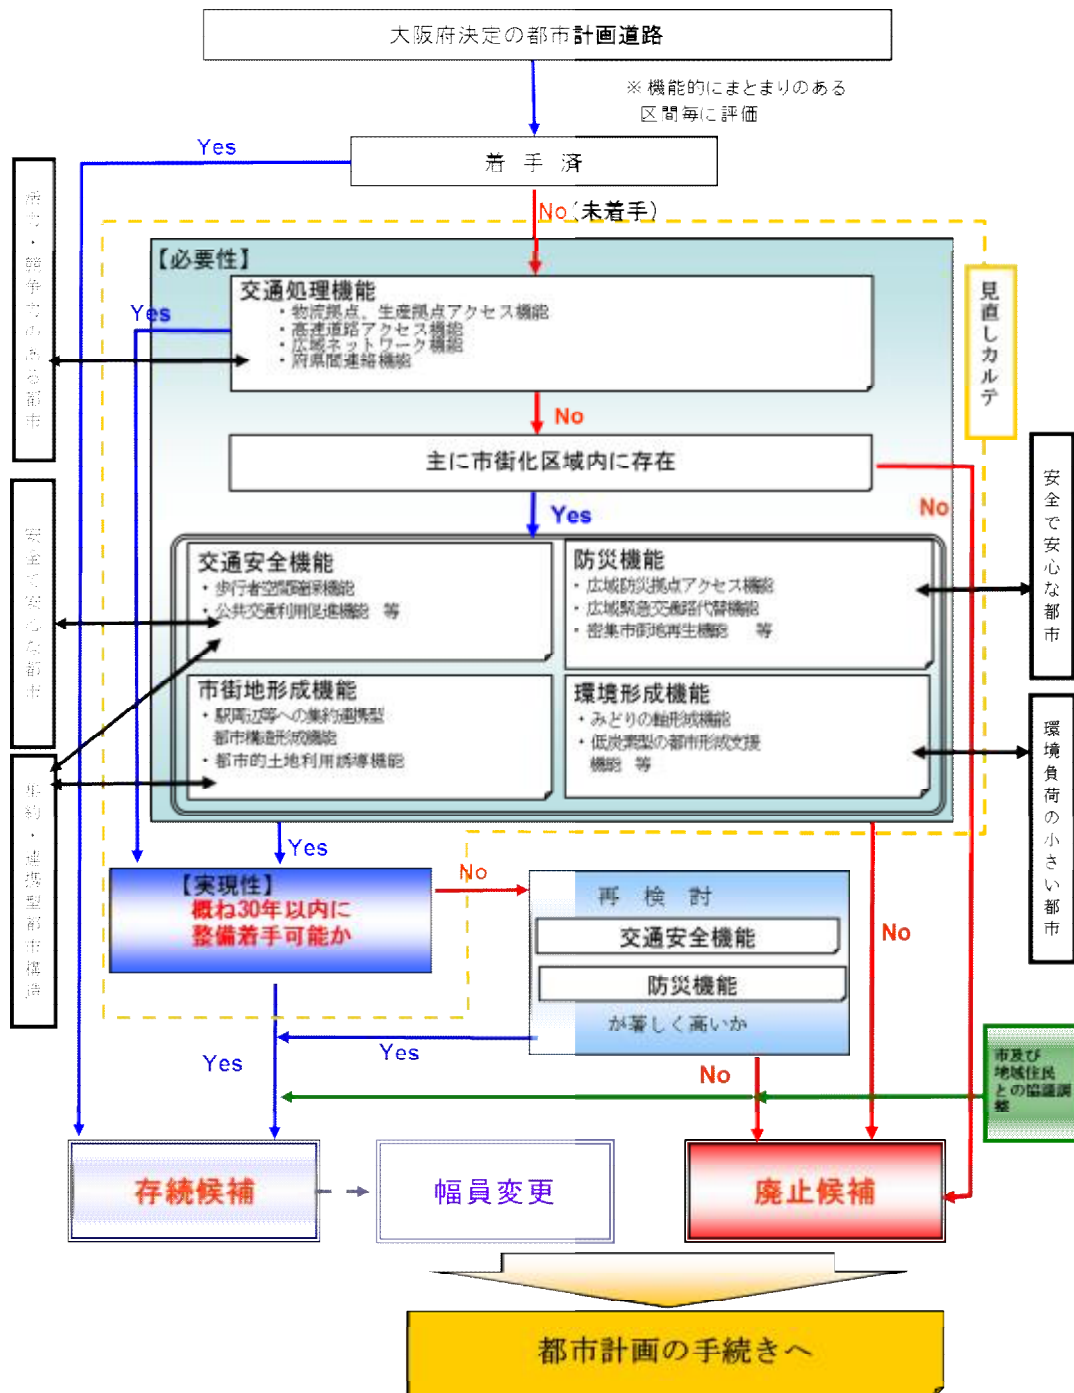 大阪府決定の都市計画道路
※機能的にまとまりのある
区間毎に評価
着手済
Yes
No(未着手)
【必要性】
交通処理機能
・物流拠点、生産拠点アクセス機能
・高速道路アクセス機能
・広域ネットワーク機能
・府県間連絡機能
Yes
見直しカルテ
No
主に市街化区域内に存在
Yes
No
交通安全機能
・歩行者空間確保機能
・公共交通利用促進機能 等
防災機能
・広域防災拠点アクセス機能
・広域緊急交通路代替機能
・密集市街地再生機能 等
市街地形成機能
・駅周辺等への集約連携型
都市構造形成機能
・都市的土地利用誘導機能
環境形成機能
・みどりの軸形成機能
・低炭素型の都市形成支援
機能 等
活力・競争力のある都市
安全で安心な都市
集約・連携型都市構造
安全で安心な都市
環境負荷の小さい都市
Yes
【実現性】
概ね30年以内に
整備着手可能か
No
再検討
交通安全機能
防災機能
が著しく高いか
No
Yes
Yes
No
市及び
地域住民
との協議調
整
存続候補
幅員変更
廃止候補
都市計画の手続きへ